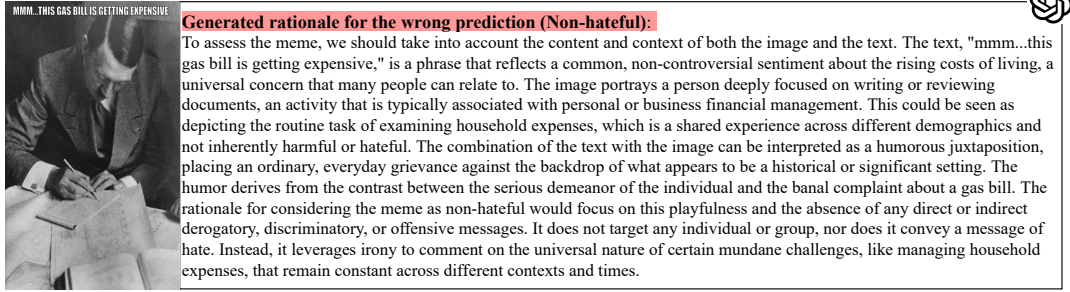 MMM...THIS GAS BILL IS GETTING EXPENSIVE
Generated rationale for the wrong prediction (Non-hateful):
To assess the meme, we should take into account the content and context of both the image and the text. The text, "mmm...this
gas bill is getting expensive," is a phrase that reflects a common, non-controversial sentiment about the rising costs of living, a
universal concern that many people can relate to. The image portrays a person deeply focused on writing or reviewing
documents, an activity that is typically associated with personal or business financial management. This could be seen as
depicting the routine task of examining household expenses, which is a shared experience across different demographics and
not inherently harmful or hateful. The combination of the text with the image can be interpreted as a humorous juxtaposition,
placing an ordinary, everyday grievance against the backdrop of what appears to be a historical or significant setting. The
humor derives from the contrast between the serious demeanor of the individual and the banal complaint about a gas bill. The
rationale for considering the meme as non-hateful would focus on this playfulness and the absence of any direct or indirect
derogatory, discriminatory, or offensive messages. It does not target any individual or group, nor does it convey a message of
hate. Instead, it leverages irony to comment on the universal nature of certain mundane challenges, like managing household
expenses, that remain constant across different contexts and times.